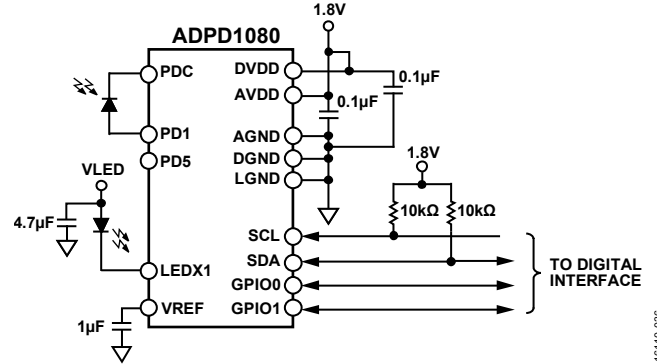 1.8V
ADPD1080
PDC
DVDD
0.1µF
AVDD
0.1µF
PD1
AGND
PD5
DGND
1.8V
VLED
LGND
10kΩ
10kΩ
4.7µF
SCL
SDA
TO DIGITAL
INTERFACE
LEDX1
GPIO0
VREF
GPIO1
1µF